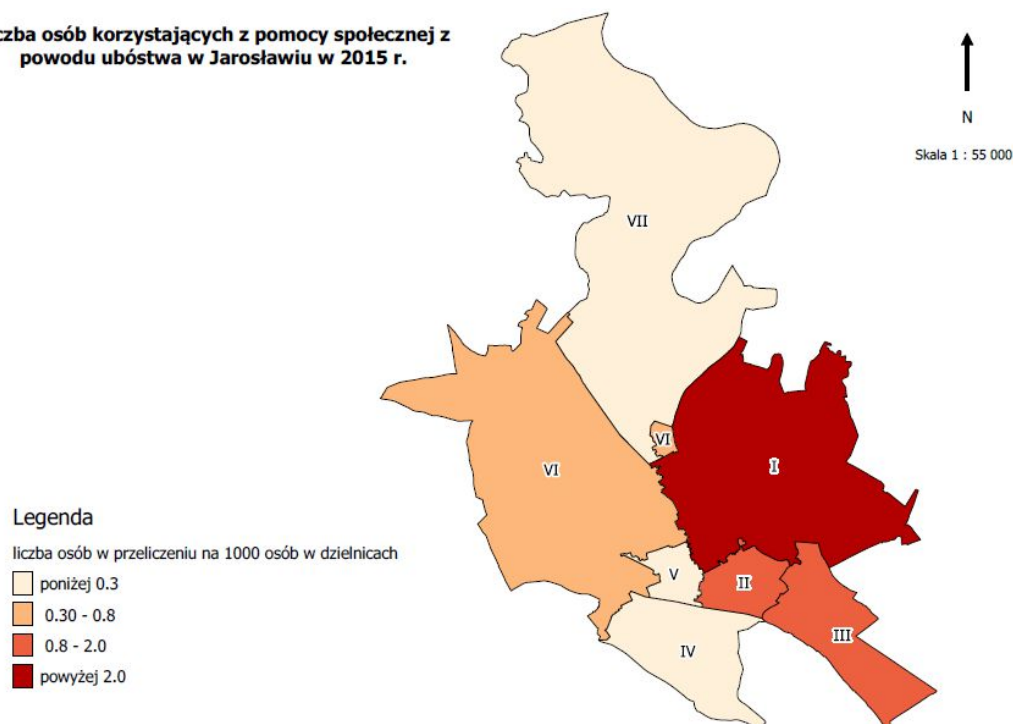 czba osób korzystających z pomocy społecznej z
powodu ubóstwa w Jarosławiu w 2015 r.
N
Skala 1 : 55 000
VII
VI
VI
I
V
II
III
IV
Legenda
liczba osób w przeliczeniu na 1000 osób w dzielnicach
poniżej 0.3
0.30 - 0.8
0.8 - 2.0
powyżej 2.0